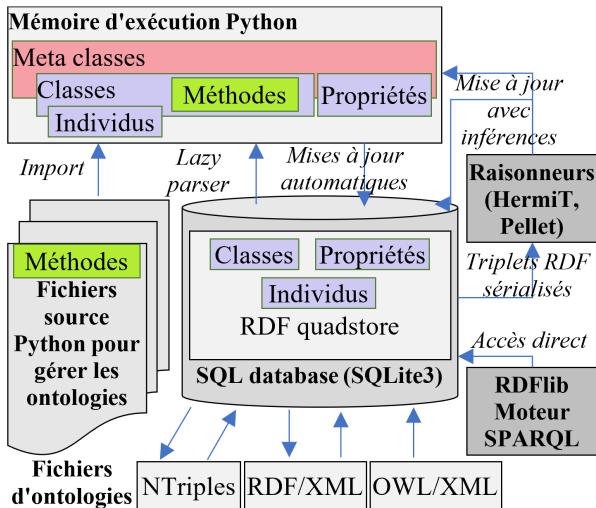 Mémoire d'exécution Python
Meta classes
Classes
Méthodes
Propriétés
Individus
Mise à jour
avec
inférences
Import
Lazy
parser
Mises à jour
automatiques
Raisonneurs
(HermiT,
Pellet)
Méthodes
Fichiers
source
Python pour
gérer les
ontologies
Classes
Propriétés
Individus
RDF quadstore
SQL database (SQLite3)
Triplets RDF
sérialisés
Accès direct
RDFlib
Moteur
SPARQL
Fichiers
d'ontologies
NTriples
RDF/XML
OWL/XML